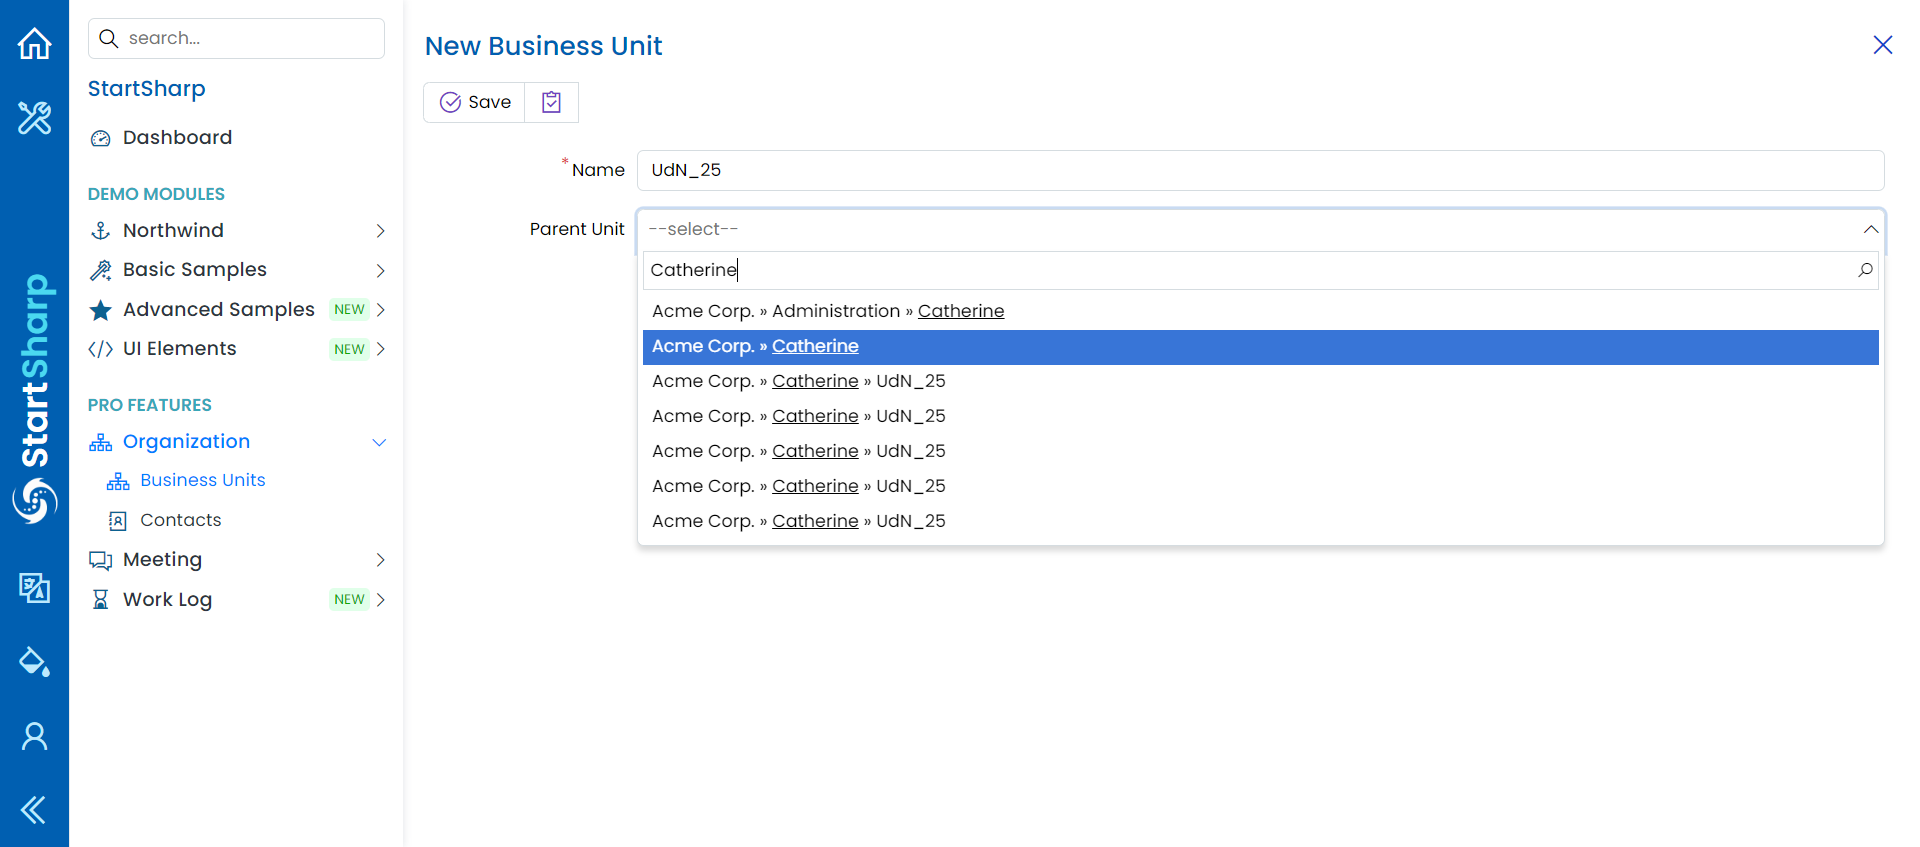 StartSharp
search...
StartSharp
Dashboard
DEMO MODULES
Northwind
Basic Samples
Advanced Samples NEW
UI Elements NEW
PRO FEATURES
Organization
Business Units
Contacts
Meeting
Work Log NEW
New Business Unit
Save
* Name UdN_25
Parent Unit --select--
Catherine
Acme Corp. » Administration » Catherine
Acme Corp. » Catherine
Acme Corp. » Catherine » UdN_25
Acme Corp. » Catherine » UdN_25
Acme Corp. » Catherine » UdN_25
Acme Corp. » Catherine » UdN_25
Acme Corp. » Catherine » UdN_25